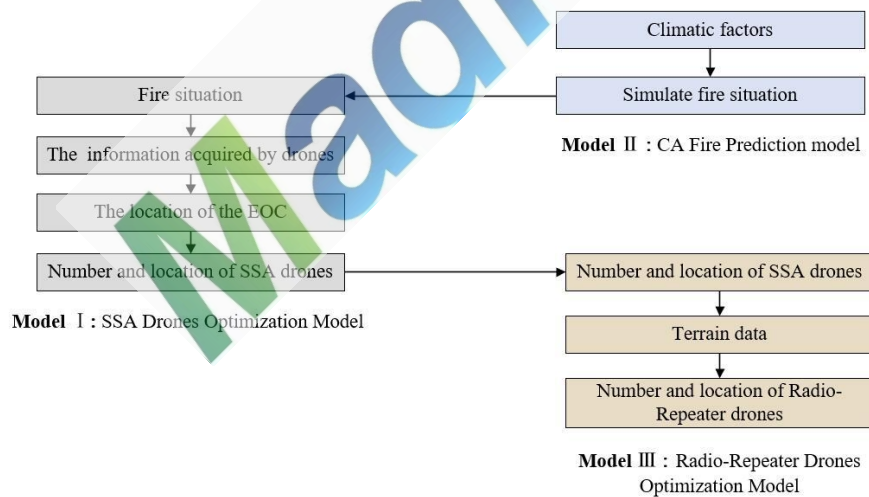 Climatic factors
Simulate fire situation
Model Ⅱ : CA Fire Prediction model
Fire situation
The information acquired by drones
The location of the EOC
Number and location of SSA drones
Model Ⅰ : SSA Drones Optimization Model
Number and location of SSA drones
Terrain data
Number and location of Radio-
Repeater drones
Model Ⅲ : Radio-Repeater Drones
Optimization Model